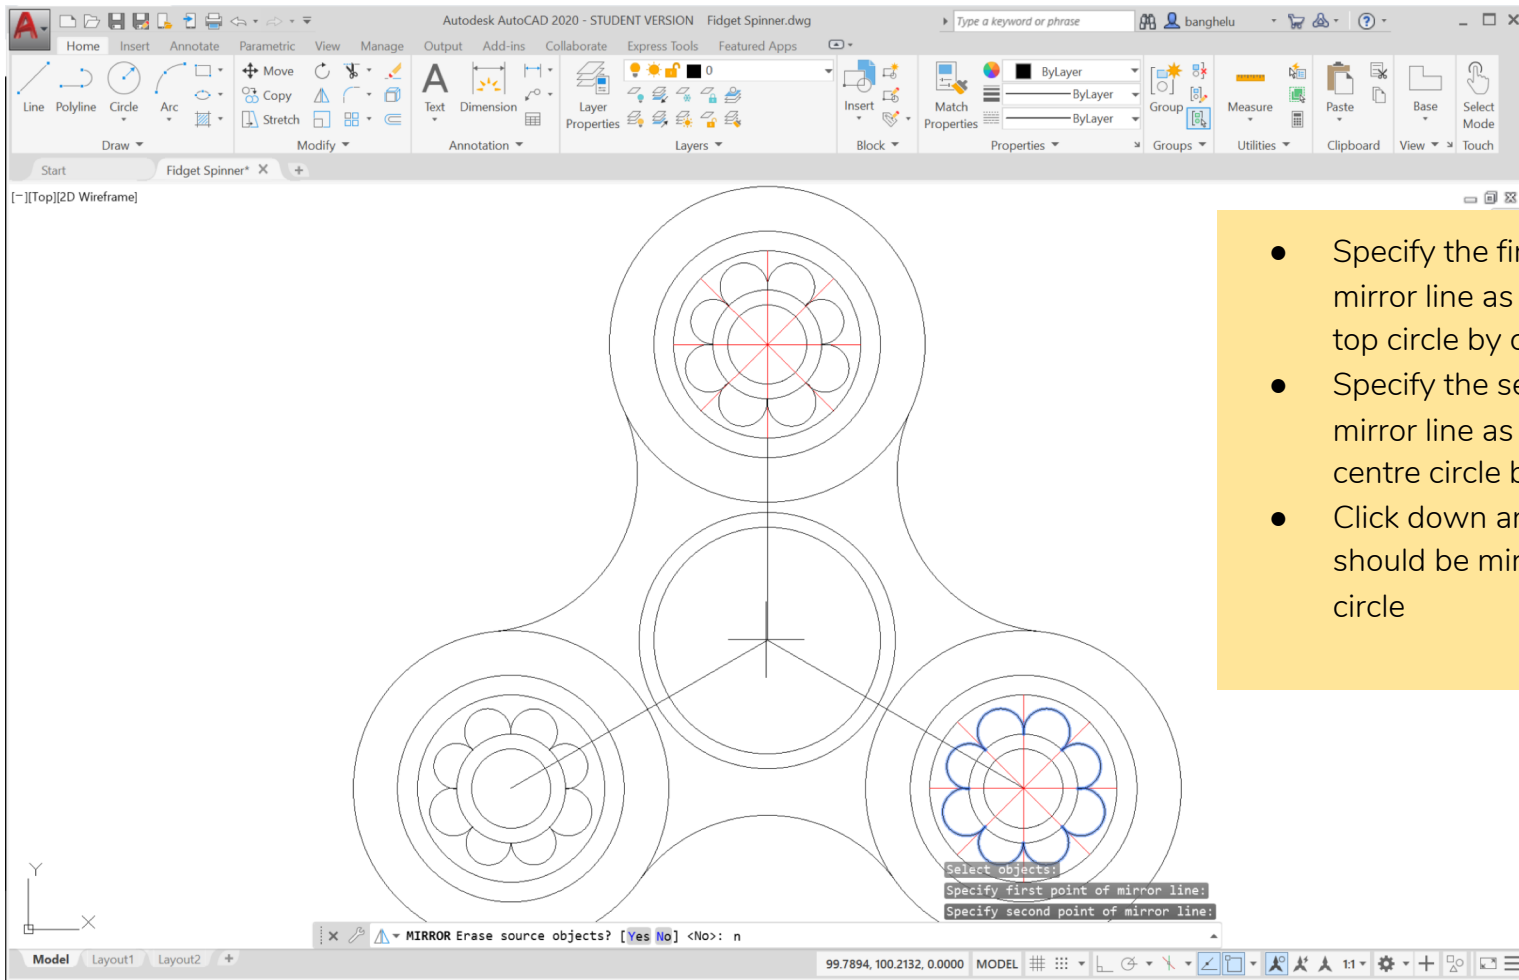 A
Autodesk AutoCAD 2020 - STUDENT VERSION Fidget Spinner.dwg
Type a keyword or phrase
banghelu
Home Insert Annotate Parametric View Manage Output Add-ins Collaborate Express Tools Featured Apps
Line Polyline Circle Arc
Move
Copy
Stretch
Text Dimension
Layer Properties
0
Insert
Match Properties
ByLayer
ByLayer
ByLayer
Group
Measure
Paste
Base
Select Mode
Draw Modify Annotation Layers Block Properties Groups Utilities Clipboard View Touch
Start Fidget Spinner*
[−][Top][2D Wireframe]
● Specify the
mirror line as
top circle by
● Specify the
mirror line as
centre circle
● Click down
should be
circle
Y
X
Select objects:
Specify first point of mirror line:
Specify second point of mirror line:
MIRROR Erase source objects? [Yes No] <No>: n
Model Layout1 Layout2 +
99.7894, 100.2132, 0.0000 MODEL 1:1